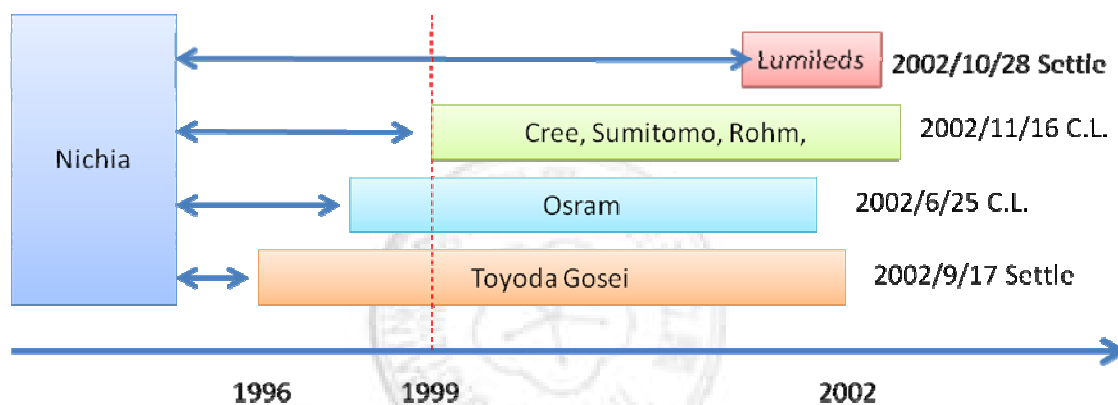 Lumileds 2002/10/28 Settle
Cree, Sumitomo, Rohm, 2002/11/16 C.L.
Nichia
Osram 2002/6/25 C.L.
Toyoda Gosei 2002/9/17 Settle
1996 1999 2002